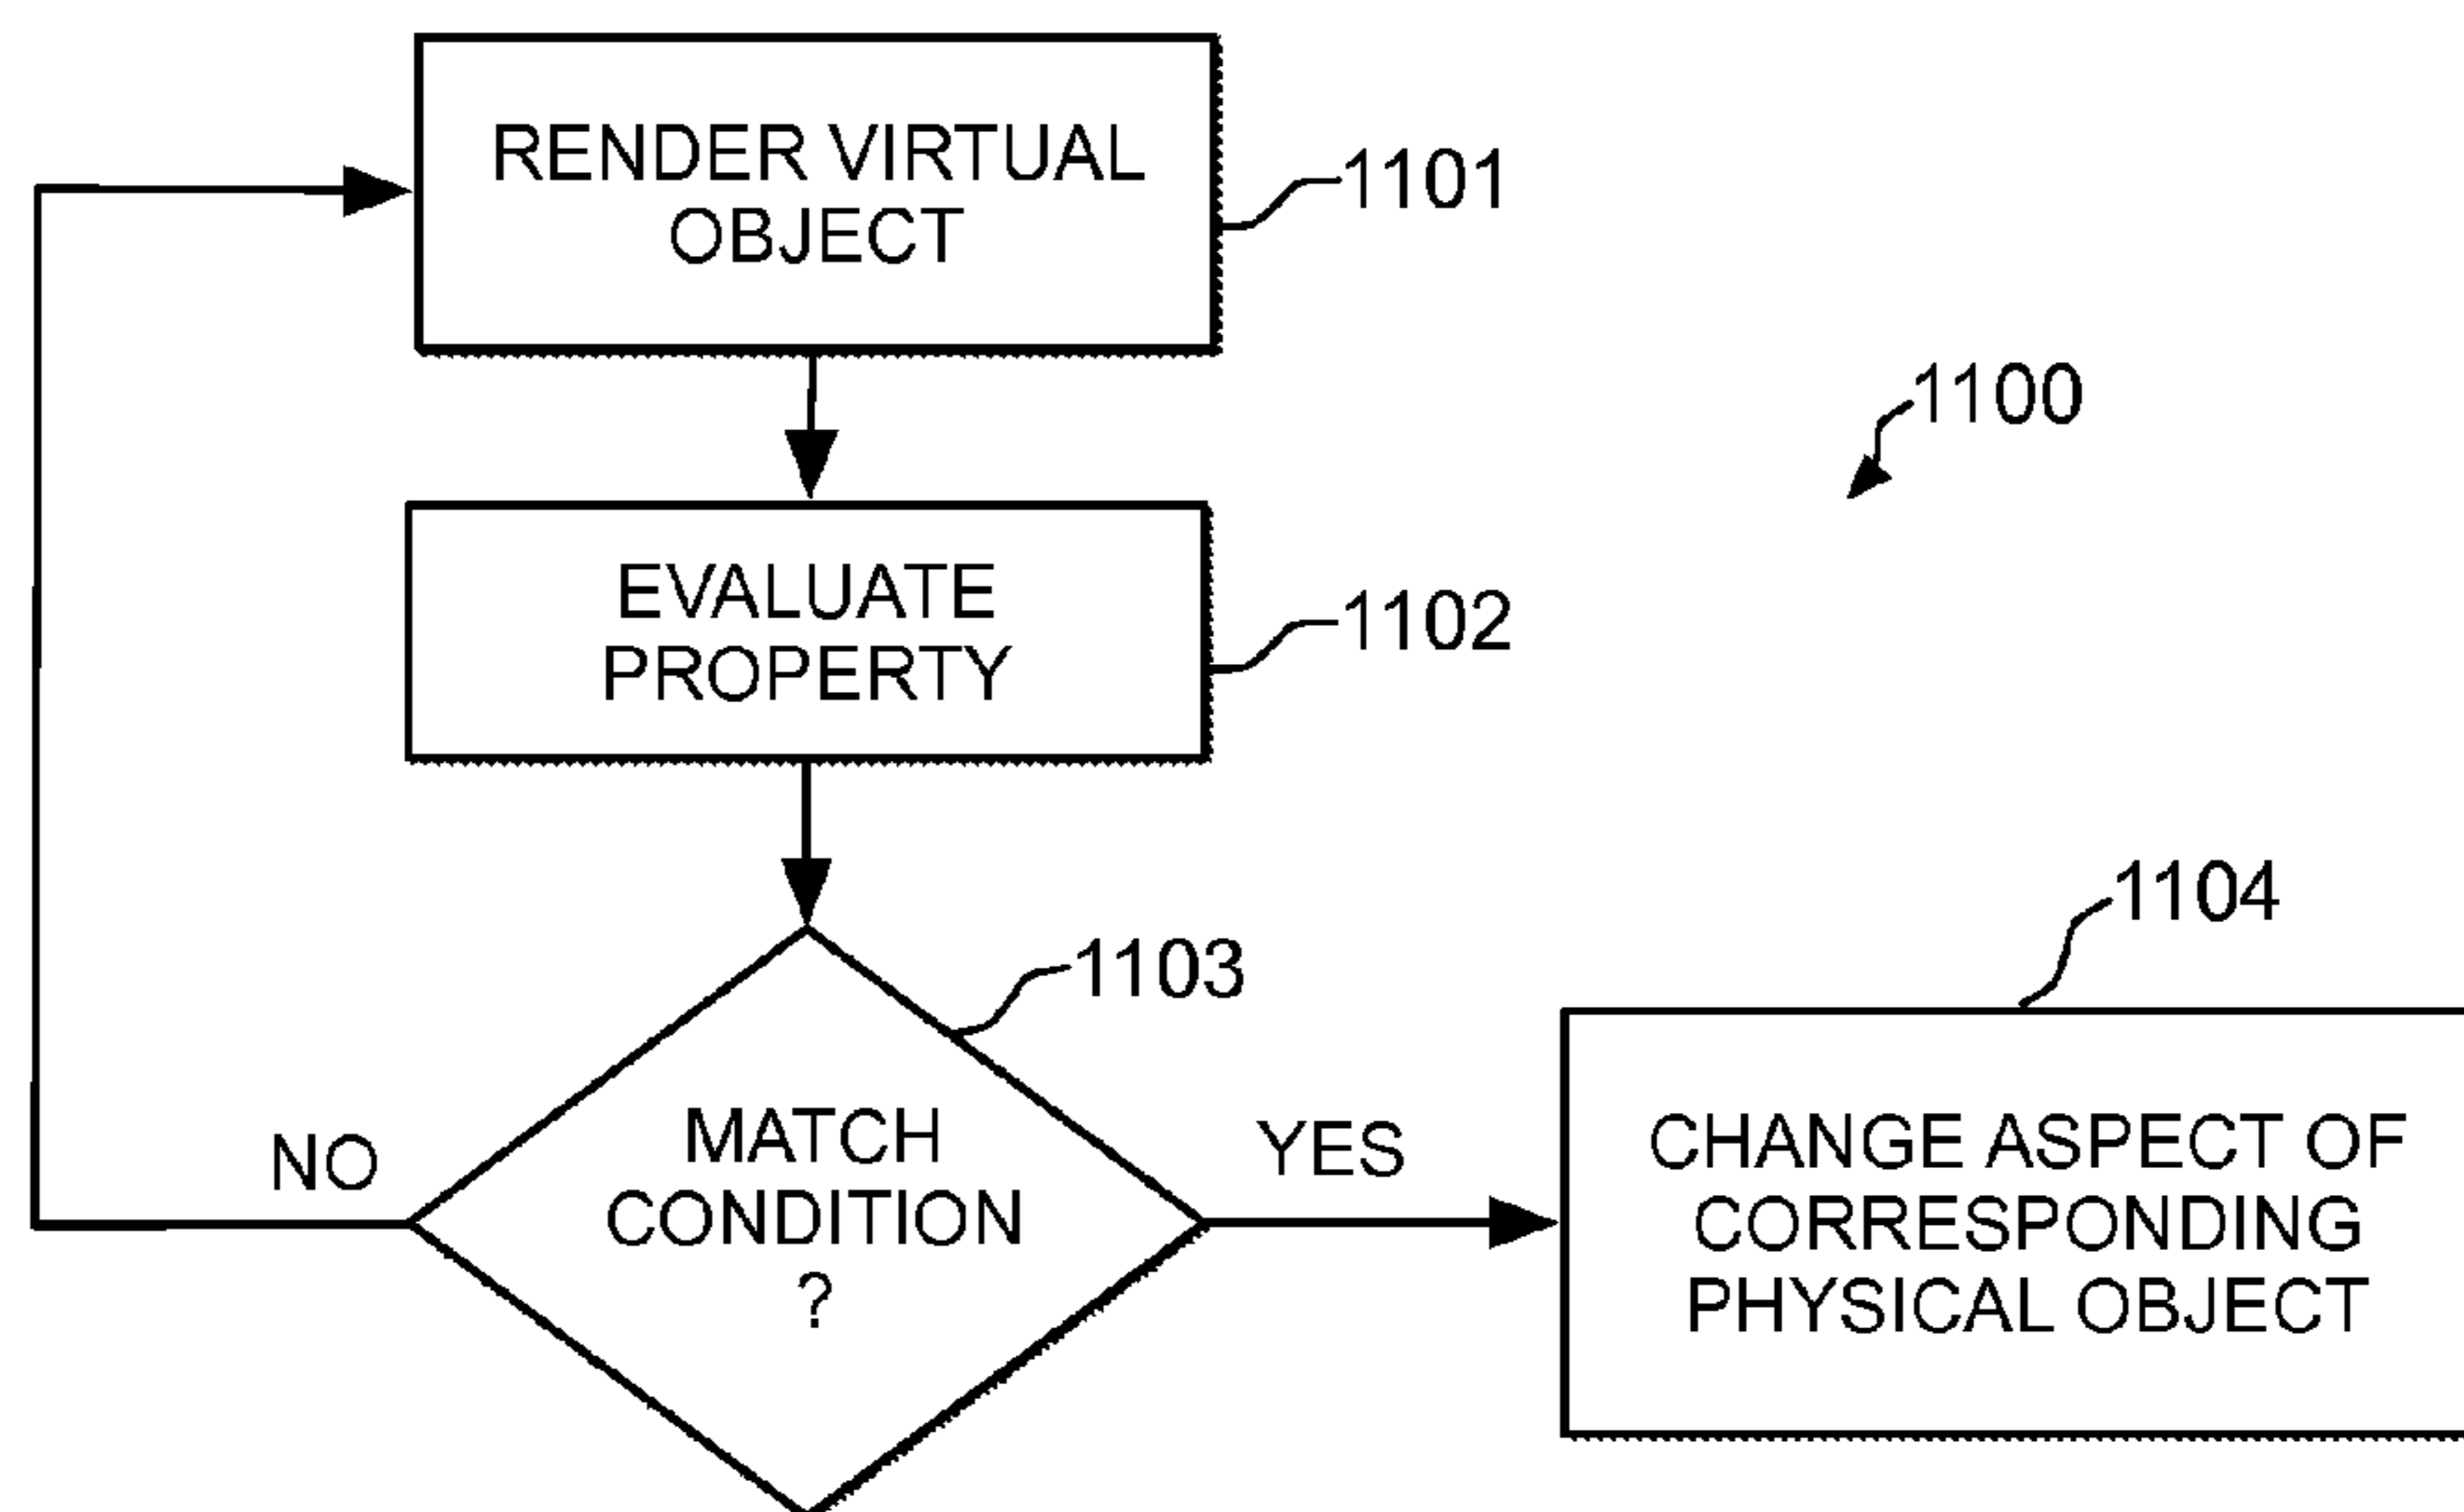 RENDER VIRTUAL
OBJECT
1101
1100
EVALUATE
PROPERTY
1102
1103
MATCH
CONDITION
?
NO
YES
1104
CHANGE ASPECT OF
CORRESPONDING
PHYSICAL OBJECT